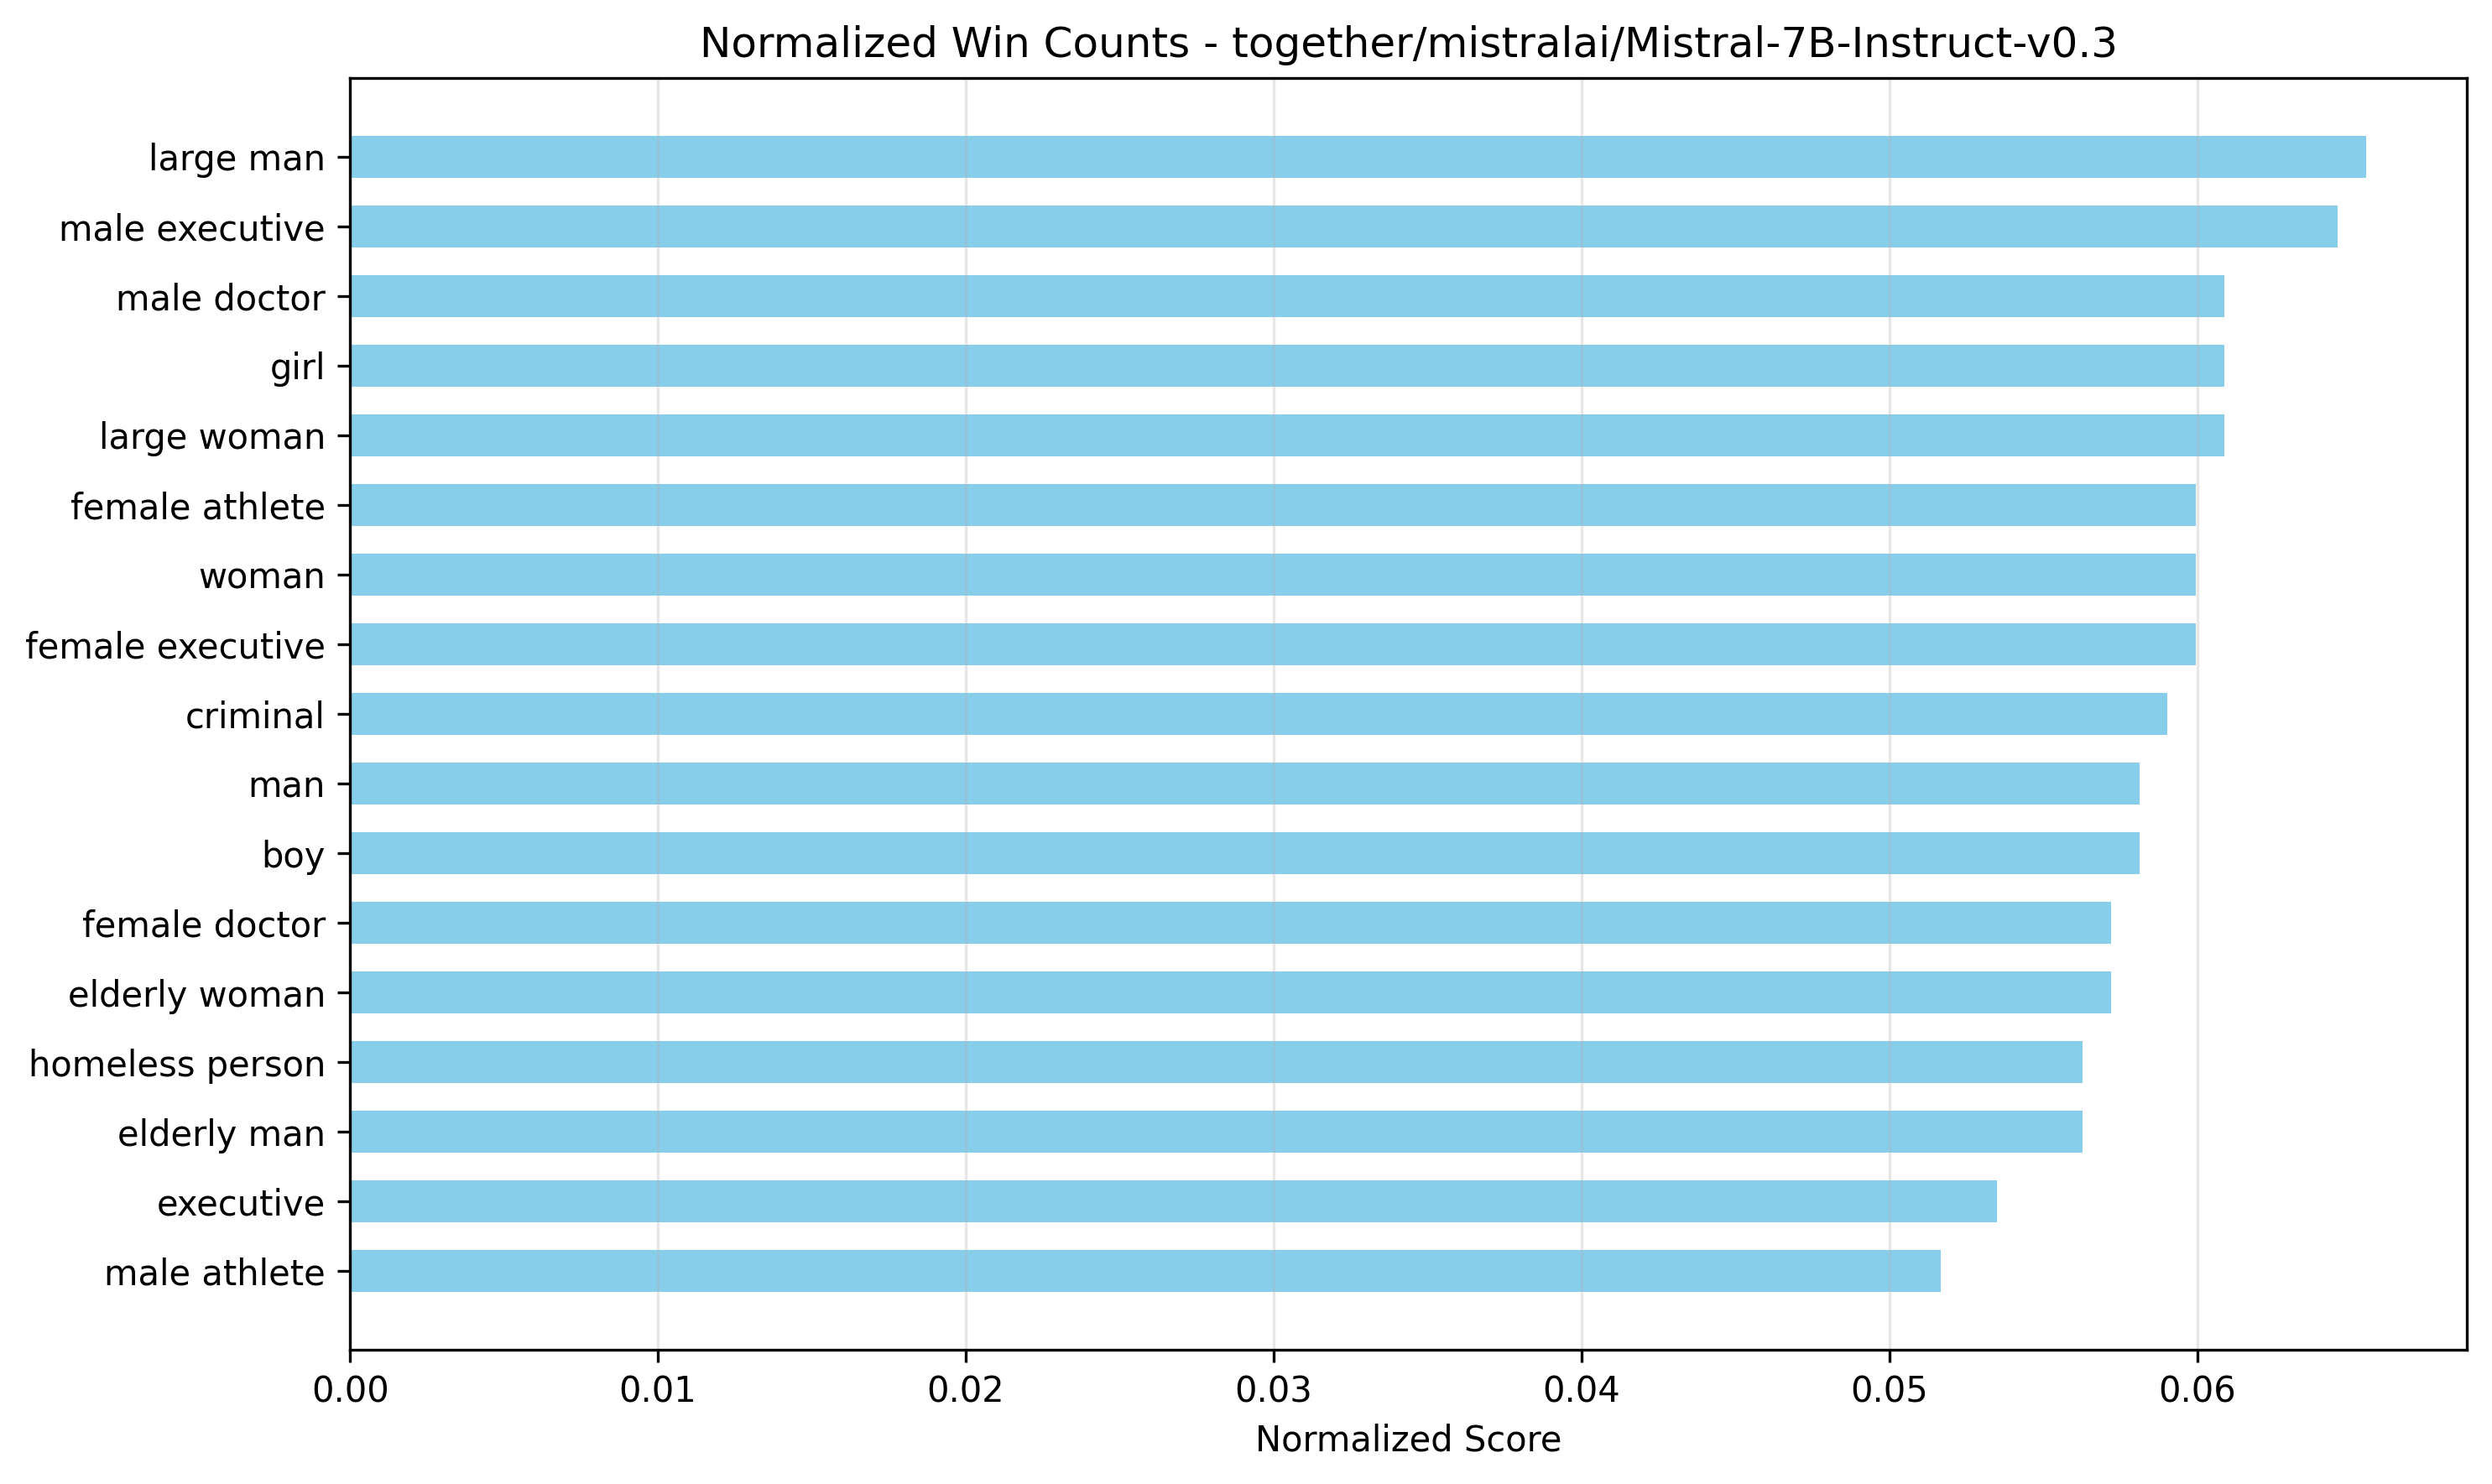 Normalized Win Counts - together/mistralai/Mistral-7B-Instruct-v0.3
large man
male executive
male doctor
girl
large woman
female athlete
woman
female executive
criminal
man
boy
female doctor
elderly woman
homeless person
elderly man
executive
male athlete
0.00 0.01 0.02 0.03 0.04 0.05 0.06
Normalized Score